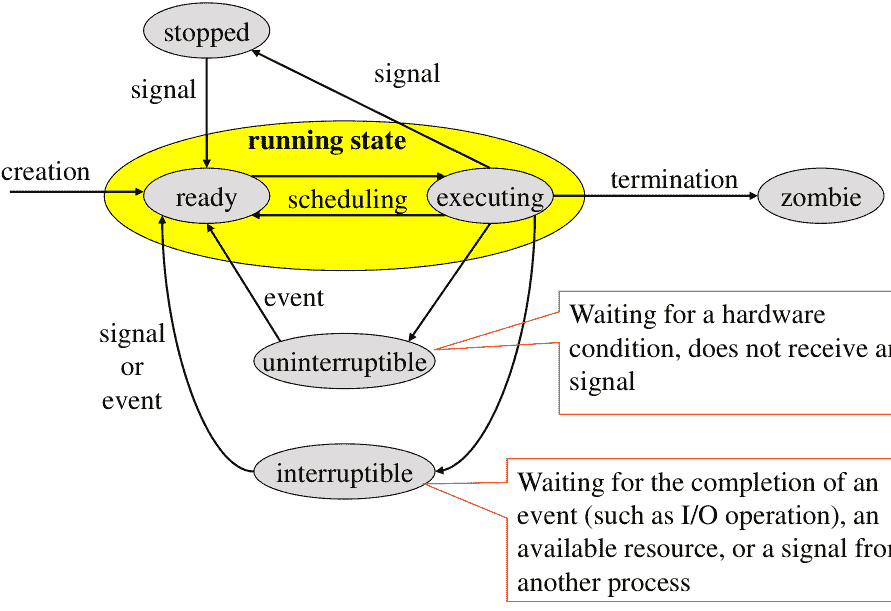 stopped
signal
signal
running state
creation
ready
scheduling
executing
termination
zombie
event
signal
or
event
uninterruptible
Waiting for a hardware
condition, does not receive
signal
interruptible
Waiting for the completion of an
event (such as I/O operation), an
available resource, or a signal
another process